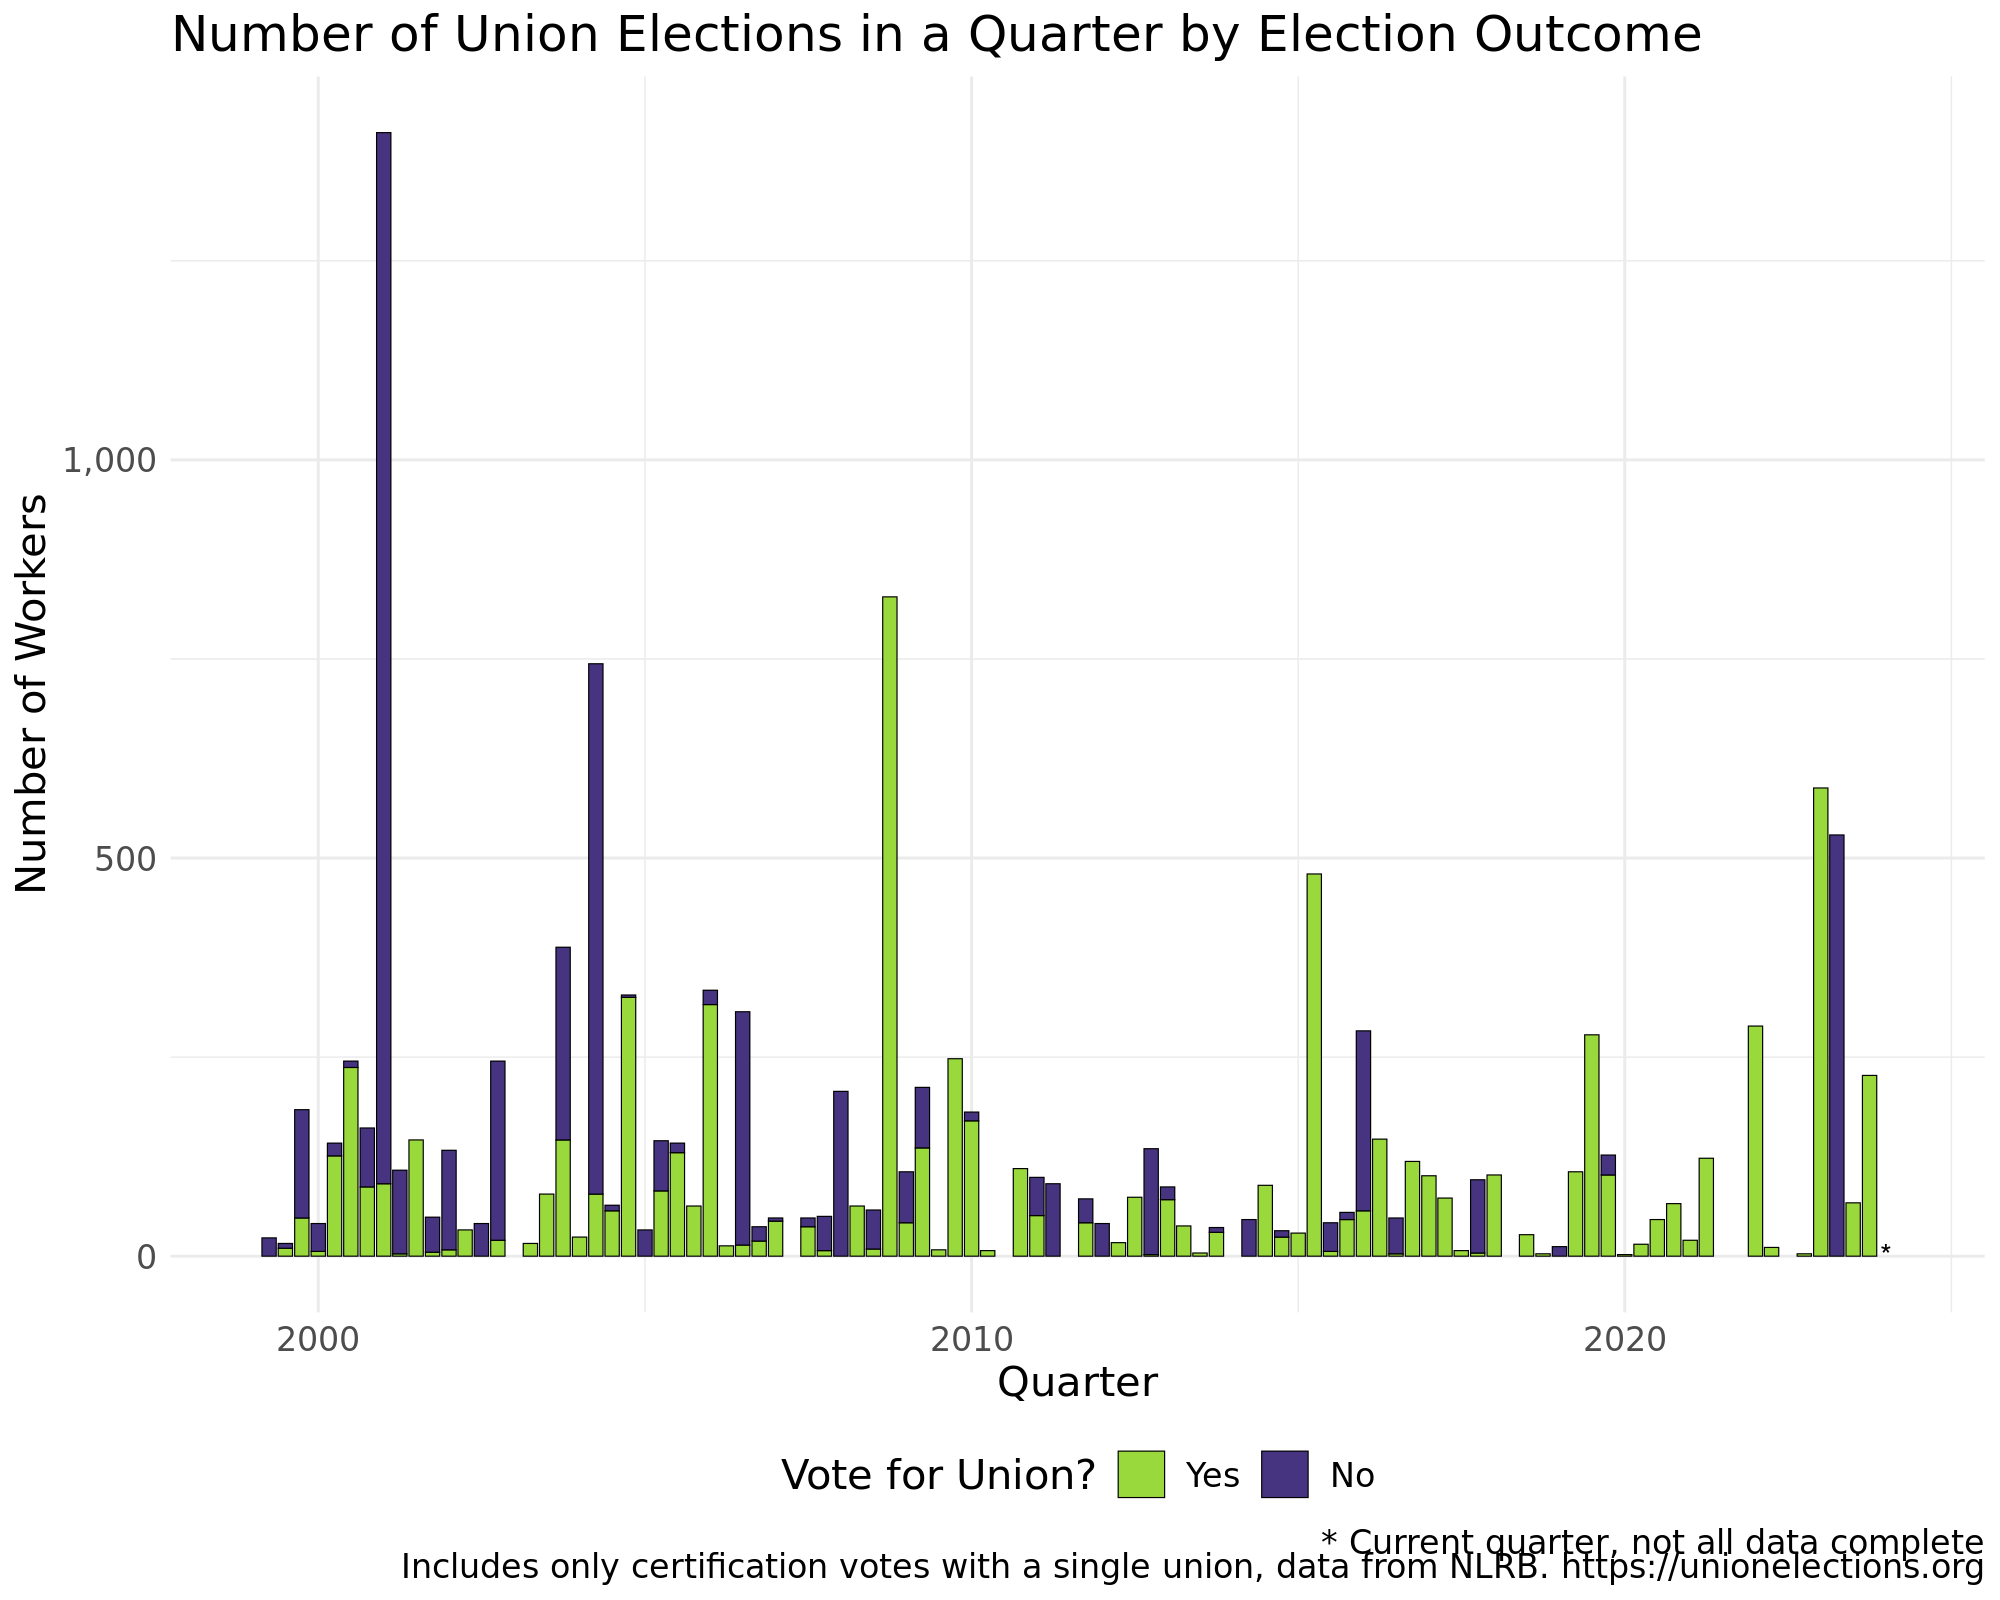 Number of Union Elections in a Quarter by Election Outcome
Number of Workers
1,000
500
0
*
2000
2010
2020
Quarter
Vote for Union?
Yes
No
* Current quarter, not all data complete
Includes only certification votes with a single union, data from NLRB. https://unionelections.org